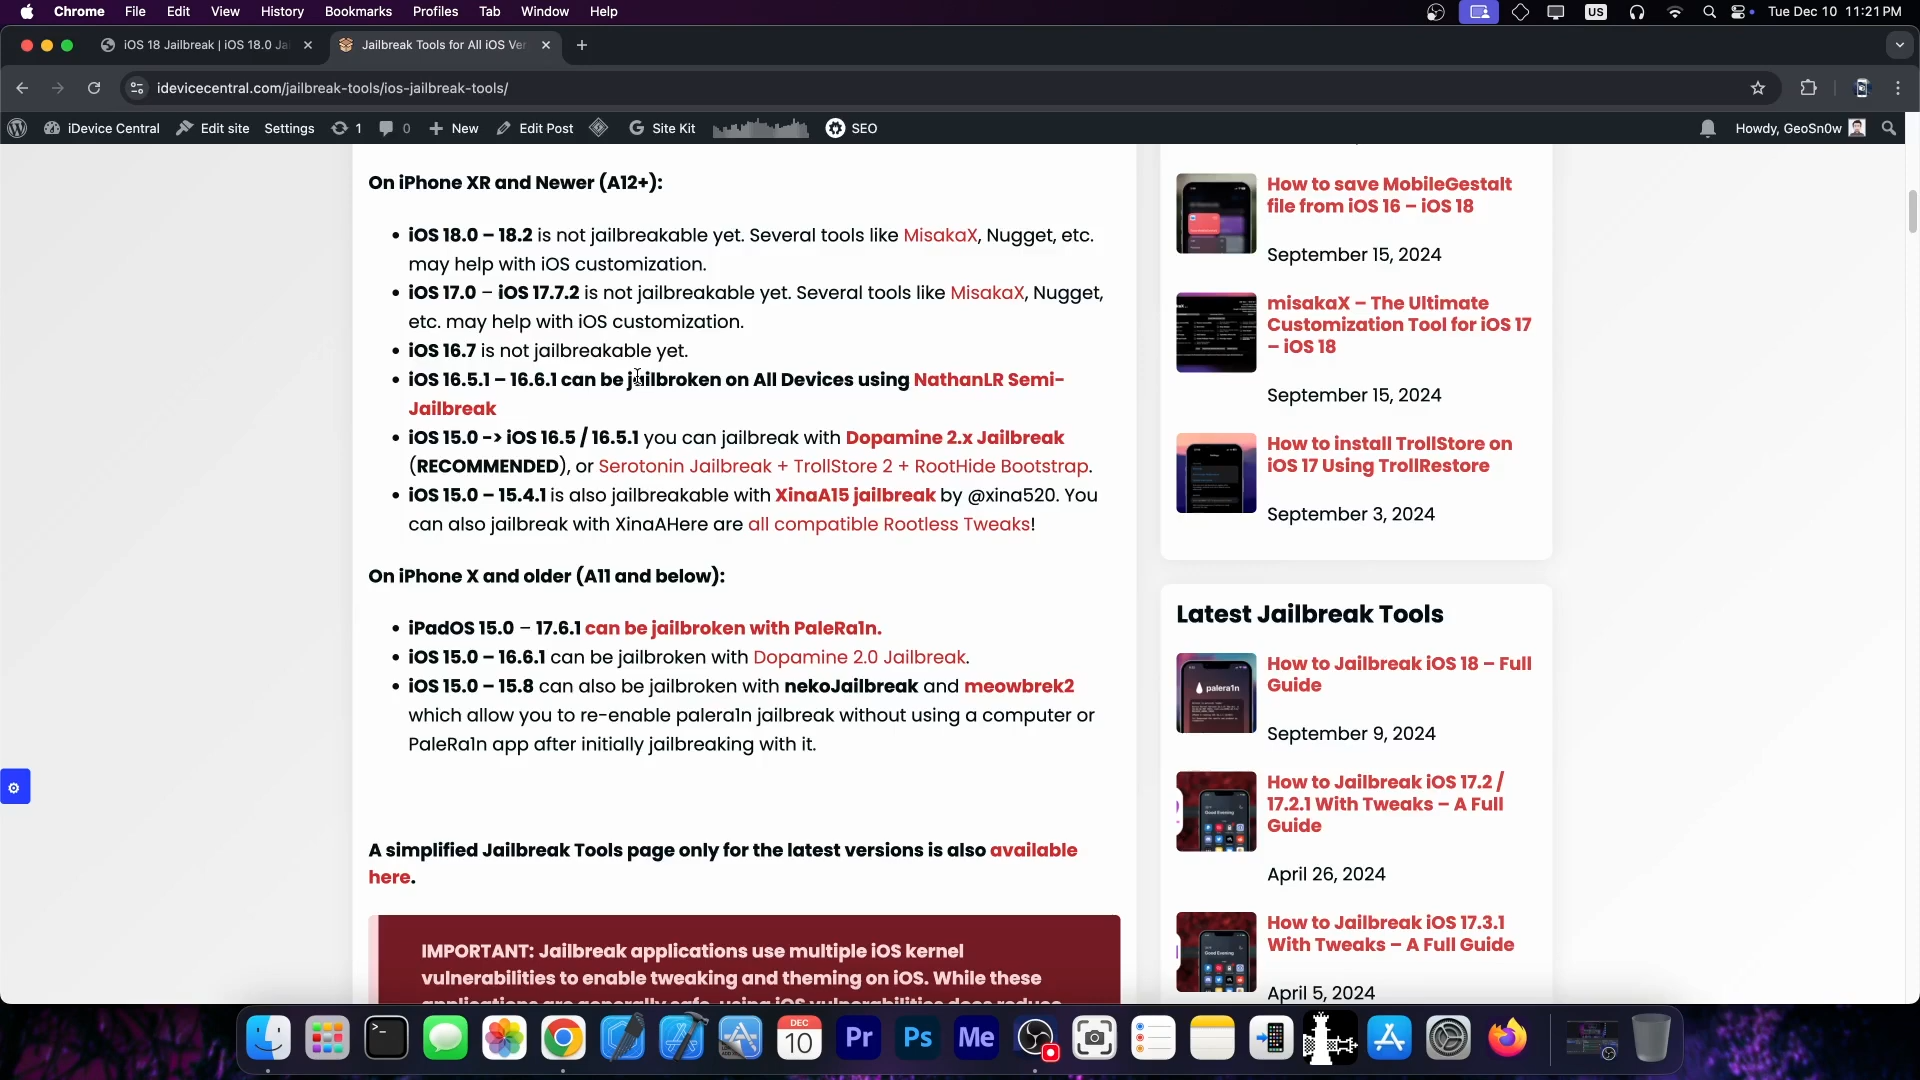 Chrome File Edit View History Bookmarks Profiles Tab Window Help US Tue Dec 10 11:21 PM
iOS 18 Jailbreak | iOS 18.0 Ja
Jailbreak Tools for All iOS Ver
idevicecentral.com/jailbreak-tools/ios-jailbreak-tools/
iDevice Central Edit site Settings 1 0 New Edit Post Site Kit SEO Howdy, GeoSn0w
On iPhone XR and Newer (A12+):
iOS 18.0 – 18.2 is not jailbreakable yet. Several tools like MisakaX, Nugget, etc.
may help with iOS customization.
iOS 17.0 – iOS 17.7.2 is not jailbreakable yet. Several tools like MisakaX, Nugget,
etc. may help with iOS customization.
iOS 16.7 is not jailbreakable yet.
iOS 16.5.1 – 16.6.1 can be jailbroken on All Devices using NathanLR Semi-
Jailbreak
iOS 15.0 -> iOS 16.5 / 16.5.1 you can jailbreak with Dopamine 2.x Jailbreak
(RECOMMENDED), or Serotonin Jailbreak + TrollStore 2 + RootHide Bootstrap.
iOS 15.0 – 15.4.1 is also jailbreakable with XinaA15 jailbreak by @xina520. You
can also jailbreak with XinaAHere are all compatible Rootless Tweaks!
On iPhone X and older (A11 and below):
iPadOS 15.0 – 17.6.1 can be jailbroken with PaleRa1n.
iOS 15.0 – 16.6.1 can be jailbroken with Dopamine 2.0 Jailbreak.
iOS 15.0 – 15.8 can also be jailbroken with nekoJailbreak and meowbrek2
which allow you to re-enable palera1n jailbreak without using a computer or
PaleRa1n app after initially jailbreaking with it.
A simplified Jailbreak Tools page only for the latest versions is also available
here.
IMPORTANT: Jailbreak applications use multiple iOS kernel
vulnerabilities to enable tweaking and theming on iOS. While these
applications are generally safe, using iOS vulnerabilities does reduce
How to save MobileGestalt
file from iOS 16 – iOS 18
September 15, 2024
misakaX – The Ultimate
Customization Tool for iOS 17
– iOS 18
September 15, 2024
How to install TrollStore on
iOS 17 Using TrollRestore
September 3, 2024
Latest Jailbreak Tools
palera1n
How to Jailbreak iOS 18 – Full
Guide
September 9, 2024
How to Jailbreak iOS 17.2 /
17.2.1 With Tweaks – A Full
Guide
April 26, 2024
How to Jailbreak iOS 17.3.1
With Tweaks – A Full Guide
April 5, 2024
DEC
10
Pr
Ps
Me